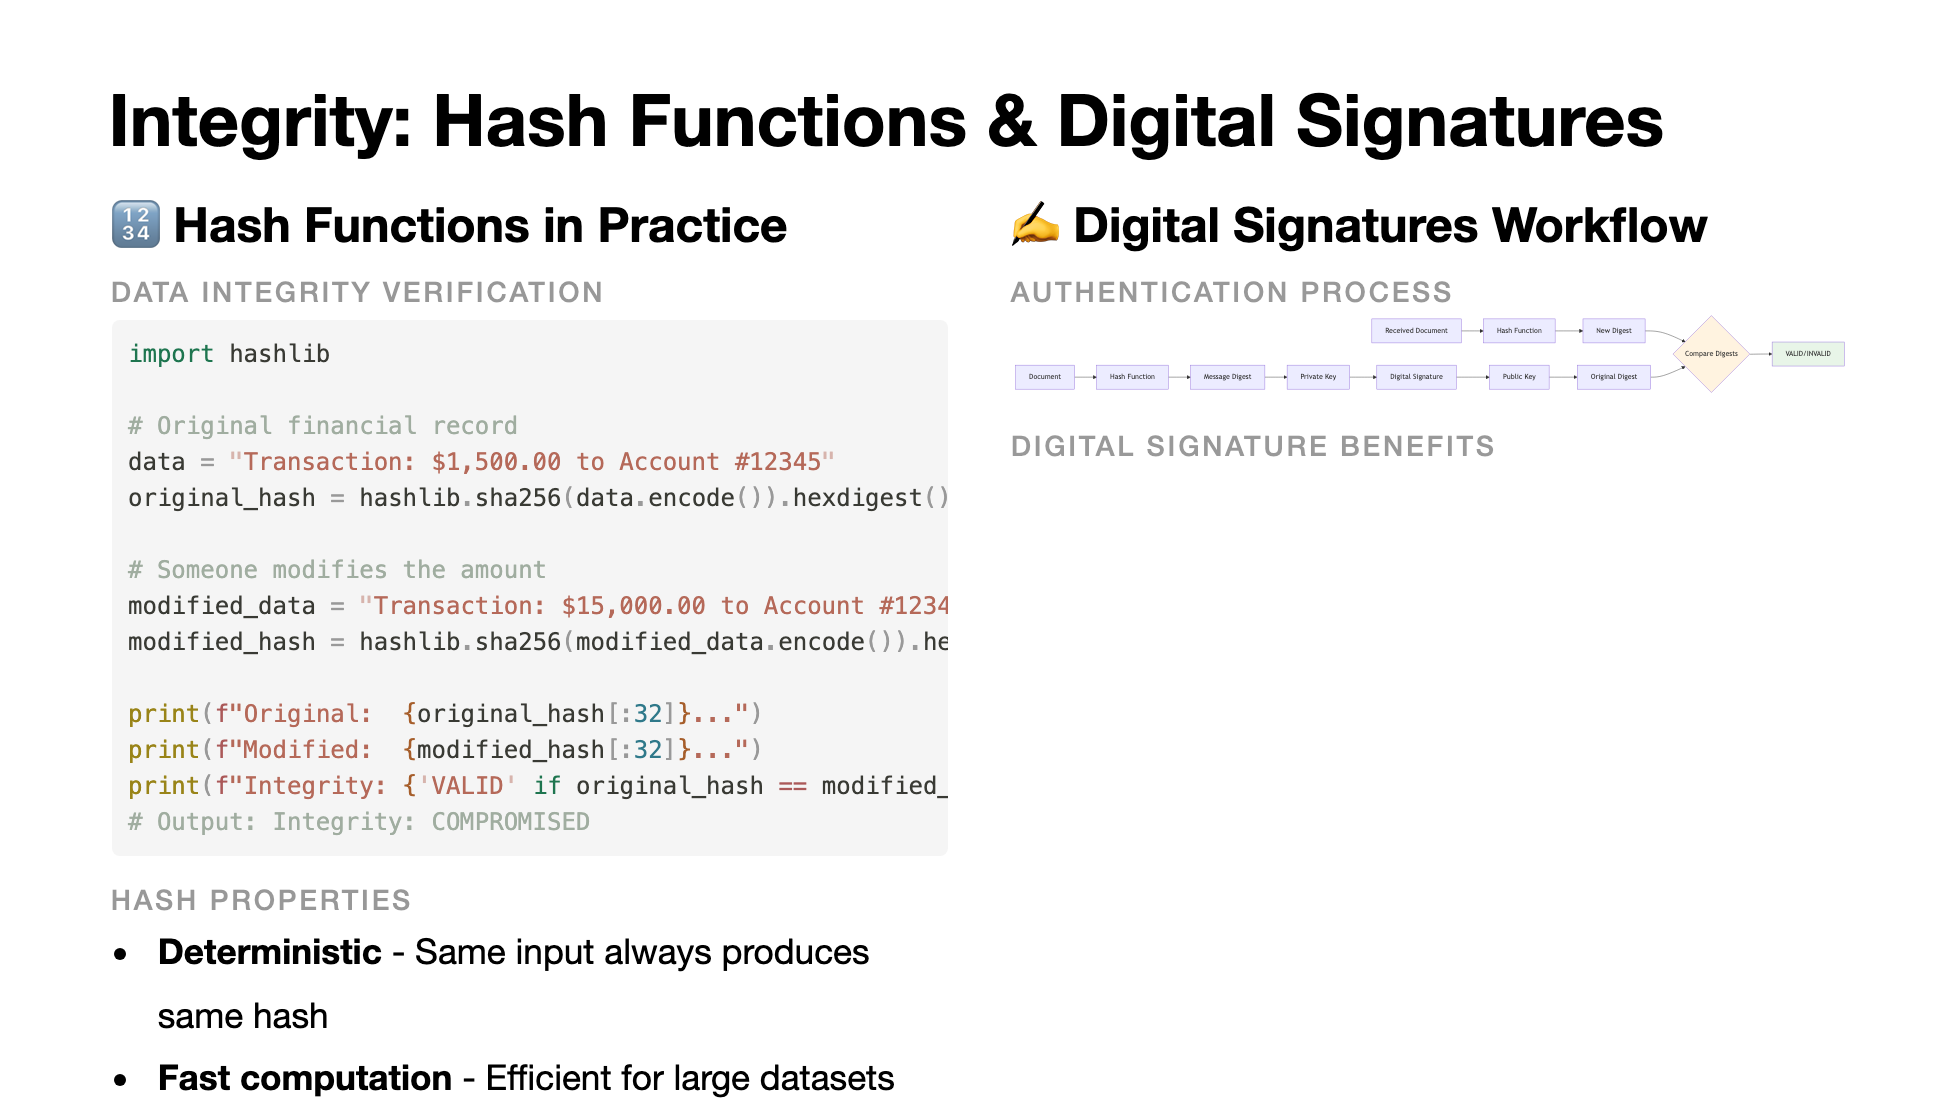 Integrity: Hash Functions & Digital Signatures
🔢 Hash Functions in Practice
DATA INTEGRITY VERIFICATION
import hashlib
# Original financial record
data = "Transaction: $1,500.00 to Account #12345"
original_hash = hashlib.sha256(data.encode()).hexdigest()
# Someone modifies the amount
modified_data = "Transaction: $15,000.00 to Account #1234
modified_hash = hashlib.sha256(modified_data.encode()).he
print(f"Original:  {original_hash[:32]}...")
print(f"Modified:  {modified_hash[:32]}...")
print(f"Integrity: {'VALID' if original_hash == modified_
# Output: Integrity: COMPROMISED
HASH PROPERTIES
• Deterministic - Same input always produces
same hash
• Fast computation - Efficient for large datasets
✍️ Digital Signatures Workflow
AUTHENTICATION PROCESS
Received Document
Hash Function
New Digest
Document
Hash Function
Message Digest
Private Key
Digital Signature
Public Key
Original Digest
Compare Digests
VALID/INVALID
DIGITAL SIGNATURE BENEFITS